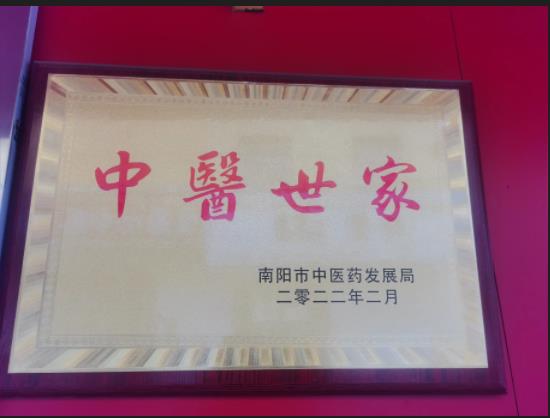 中醫世家
南阳市中医药发展局
二零二二年二月